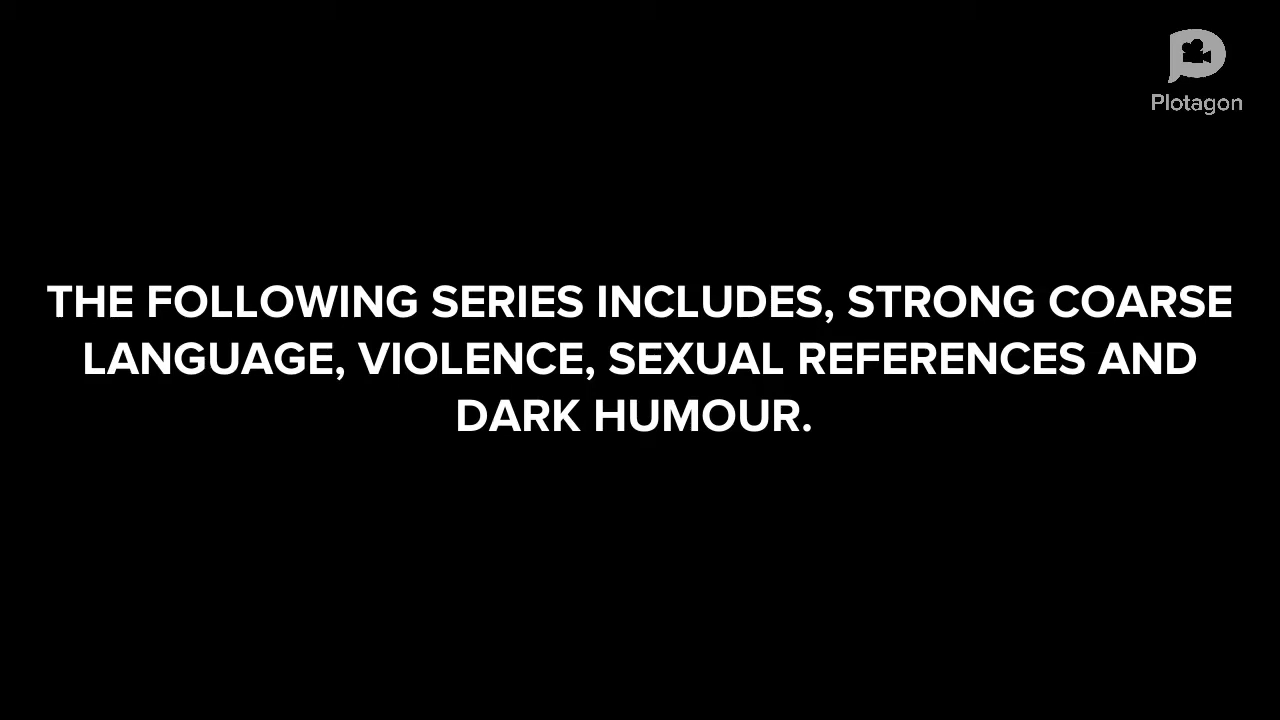 Plotagon
THE FOLLOWING SERIES INCLUDES, STRONG COARSE
LANGUAGE, VIOLENCE, SEXUAL REFERENCES AND
DARK HUMOUR.